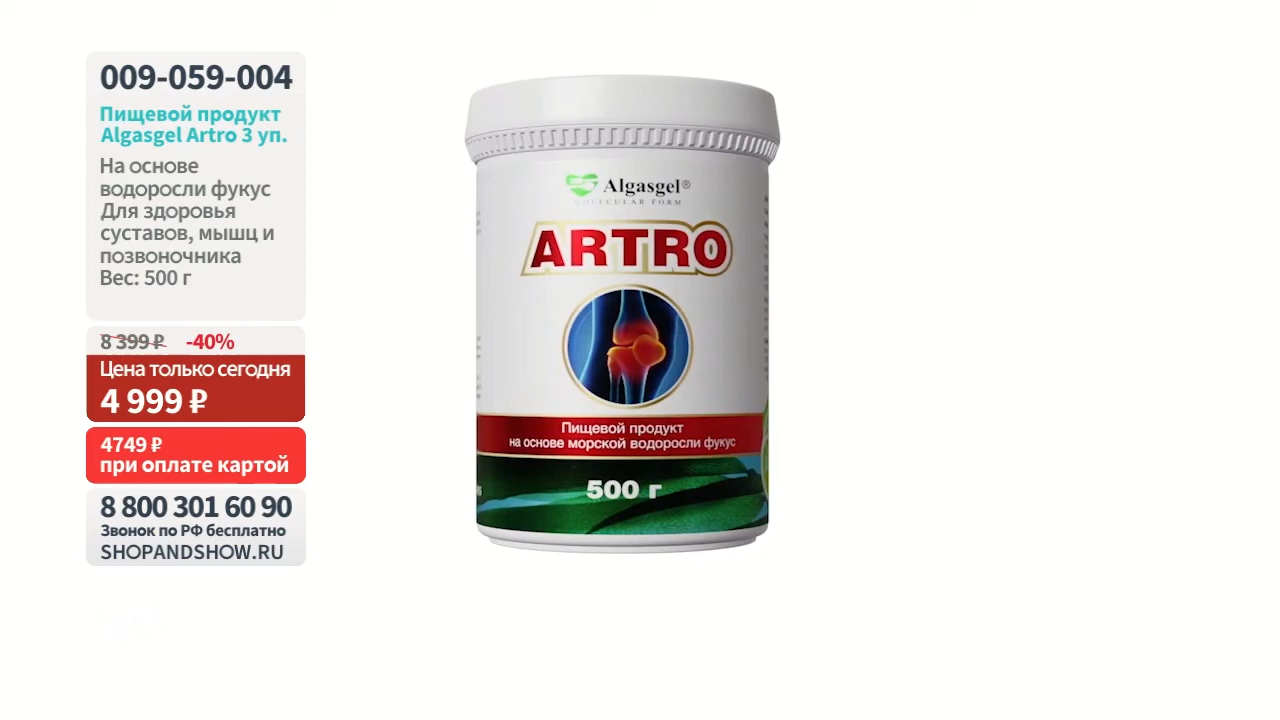 009-059-004
Пищевой продукт
Algasgel Artro 3 уп.
На основе
водоросли фукус
Для здоровья
суставов, мышц и
позвоночника
Вес: 500 г
8 399 ₽ -40%
Цена только сегодня
4 999 ₽
4749 ₽
при оплате картой
8 800 301 60 90
Звонок по РФ бесплатно
SHOPANDSHOW.RU
Algasgel®
MOLECULAR FORM
ARTRO
Пищевой продукт
на основе морской водоросли фукус
500 г